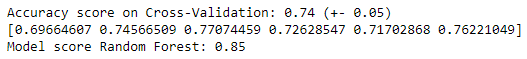 Accuracy score on Cross-Validation: 0.74 (+- 0.05)
[0.69664607 0.74566509 0.77074459 0.72628547 0.71702868 0.76221049]
Model score Random Forest: 0.85